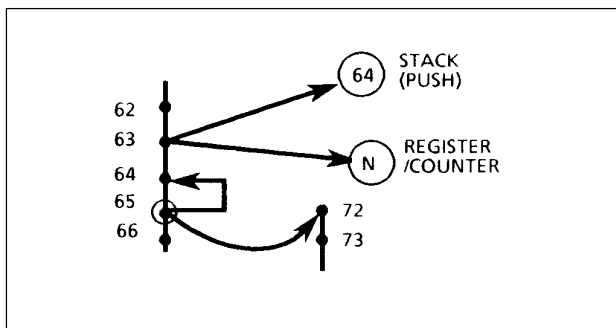 64
STACK
(PUSH)
62
63
N
REGISTER
/COUNTER
64
65
66
72
73